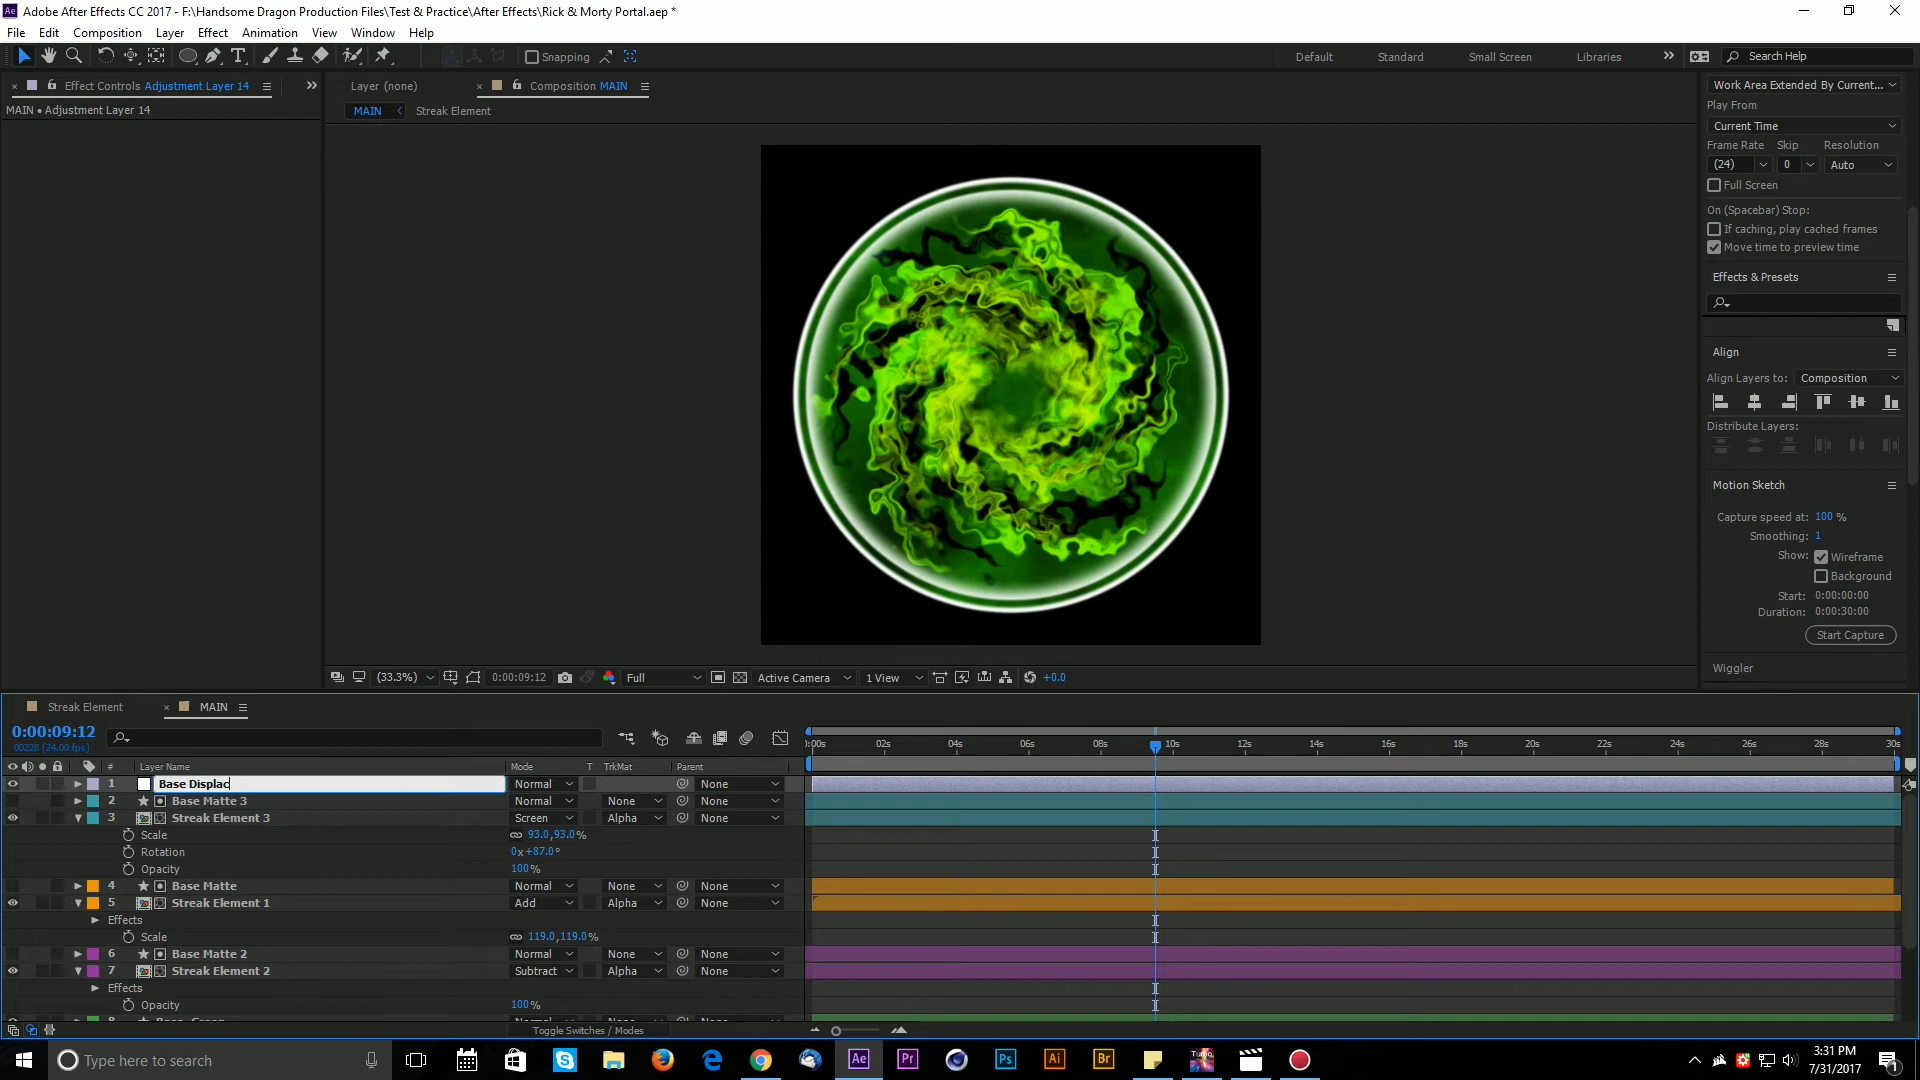 Adobe After Effects CC 2017 - F:\Handsome Dragon Production Files\Test & Practice\After Effects\Rick & Morty Portal.aep *
File Edit Composition Layer Effect Animation View Window Help
Snapping Default Standard Small Screen Libraries Search Help
Effect Controls Adjustment Layer 14 Layer (none) Composition MAIN
MAIN • Adjustment Layer 14
MAIN Streak Element
Work Area Extended By Current...
Play From
Current Time
Frame Rate Skip Resolution
(24) 0 Auto
Full Screen
On (Spacebar) Stop:
If caching, play cached frames
Move time to preview time
Effects & Presets
Align
Align Layers to: Composition
Distribute Layers:
Motion Sketch
Capture speed at: 100 %
Smoothing: 1
Show: Wireframe
Background
Start: 0:00:00:00
Duration: 0:00:30:00
Start Capture
Wiggler
(33.3%) 0:00:09:12 Full Active Camera 1 View +0.0
Streak Element MAIN
0:00:09:12
00228 (24.00 fps)
0:00s 02s 04s 06s 08s 10s 12s 14s 16s 18s 20s 22s 24s 26s 28s 30s
# Layer Name Mode T TrkMat Parent
1 Base Displac Normal None
2 Base Matte 3 Normal None None
3 Streak Element 3 Screen Alpha None
Scale 93.0,93.0%
Rotation 0x+87.0°
Opacity 100%
4 Base Matte Normal None None
5 Streak Element 1 Add Alpha None
Effects
Scale 119.0,119.0%
6 Base Matte 2 Normal None None
7 Streak Element 2 Subtract Alpha None
Effects
Opacity 100%
Toggle Switches / Modes
Type here to search
Ae Pr Ps Ai Br
3:31 PM
7/31/2017